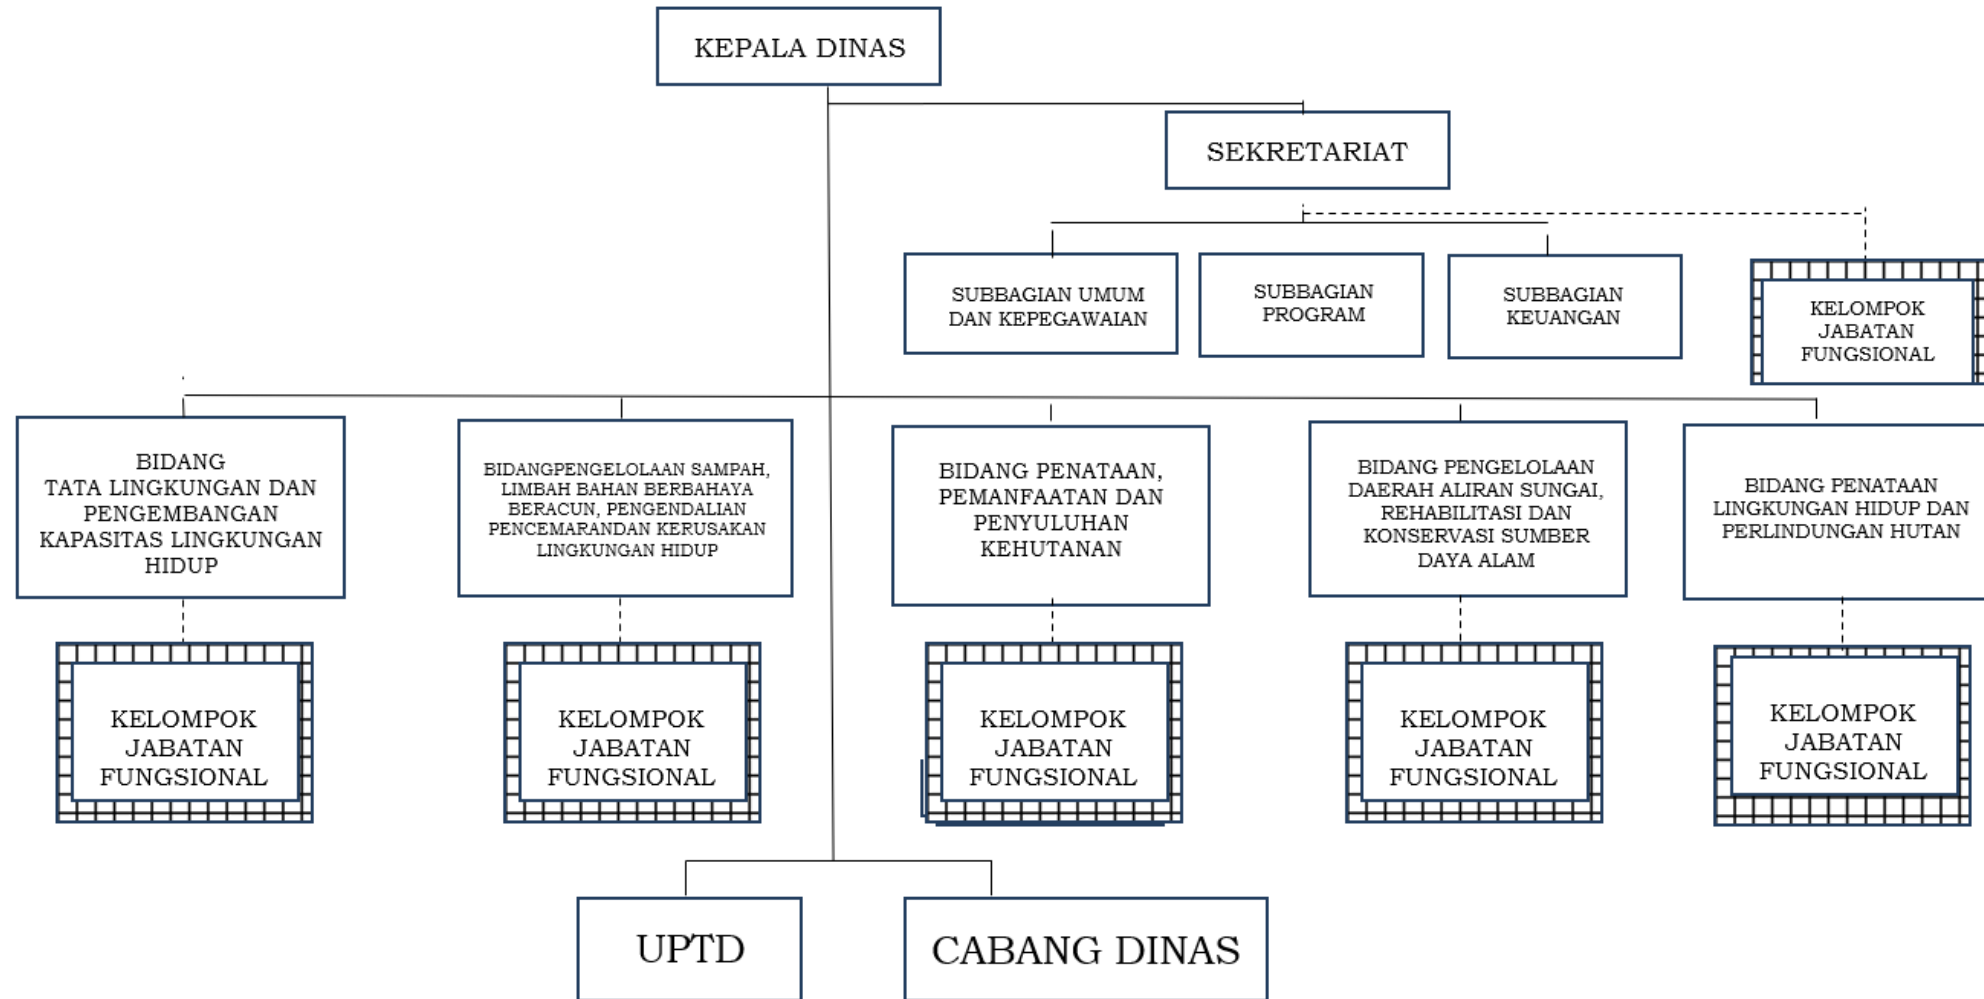 KEPALA DINAS
SEKRETARIAT
SUBBAGIAN UMUM
DAN KEPEGAWAIAN
SUBBAGIAN
PROGRAM
SUBBAGIAN
KEUANGAN
KELOMPOK
JABATAN
FUNGSIONAL
BIDANG
TATA LINGKUNGAN DAN
PENGEMBANGAN
KAPASITAS LINGKUNGAN
HIDUP
BIDANGPENGELOLAAN SAMPAH,
LIMBAH BAHAN BERBAHAYA
BERACUN, PENGENDALIAN
PENCEMARANDAN KERUSAKAN
LINGKUNGAN HIDUP
BIDANG PENATAAN,
PEMANFAATAN DAN
PENYULUHAN
KEHUTANAN
BIDANG PENGELOLAAN
DAERAH ALIRAN SUNGAI,
REHABILITASI DAN
KONSERVASI SUMBER
DAYA ALAM
BIDANG PENATAAN
LINGKUNGAN HIDUP DAN
PERLINDUNGAN HUTAN
KELOMPOK
JABATAN
FUNGSIONAL
KELOMPOK
JABATAN
FUNGSIONAL
KELOMPOK
JABATAN
FUNGSIONAL
KELOMPOK
JABATAN
FUNGSIONAL
KELOMPOK
JABATAN
FUNGSIONAL
UPTD
CABANG DINAS